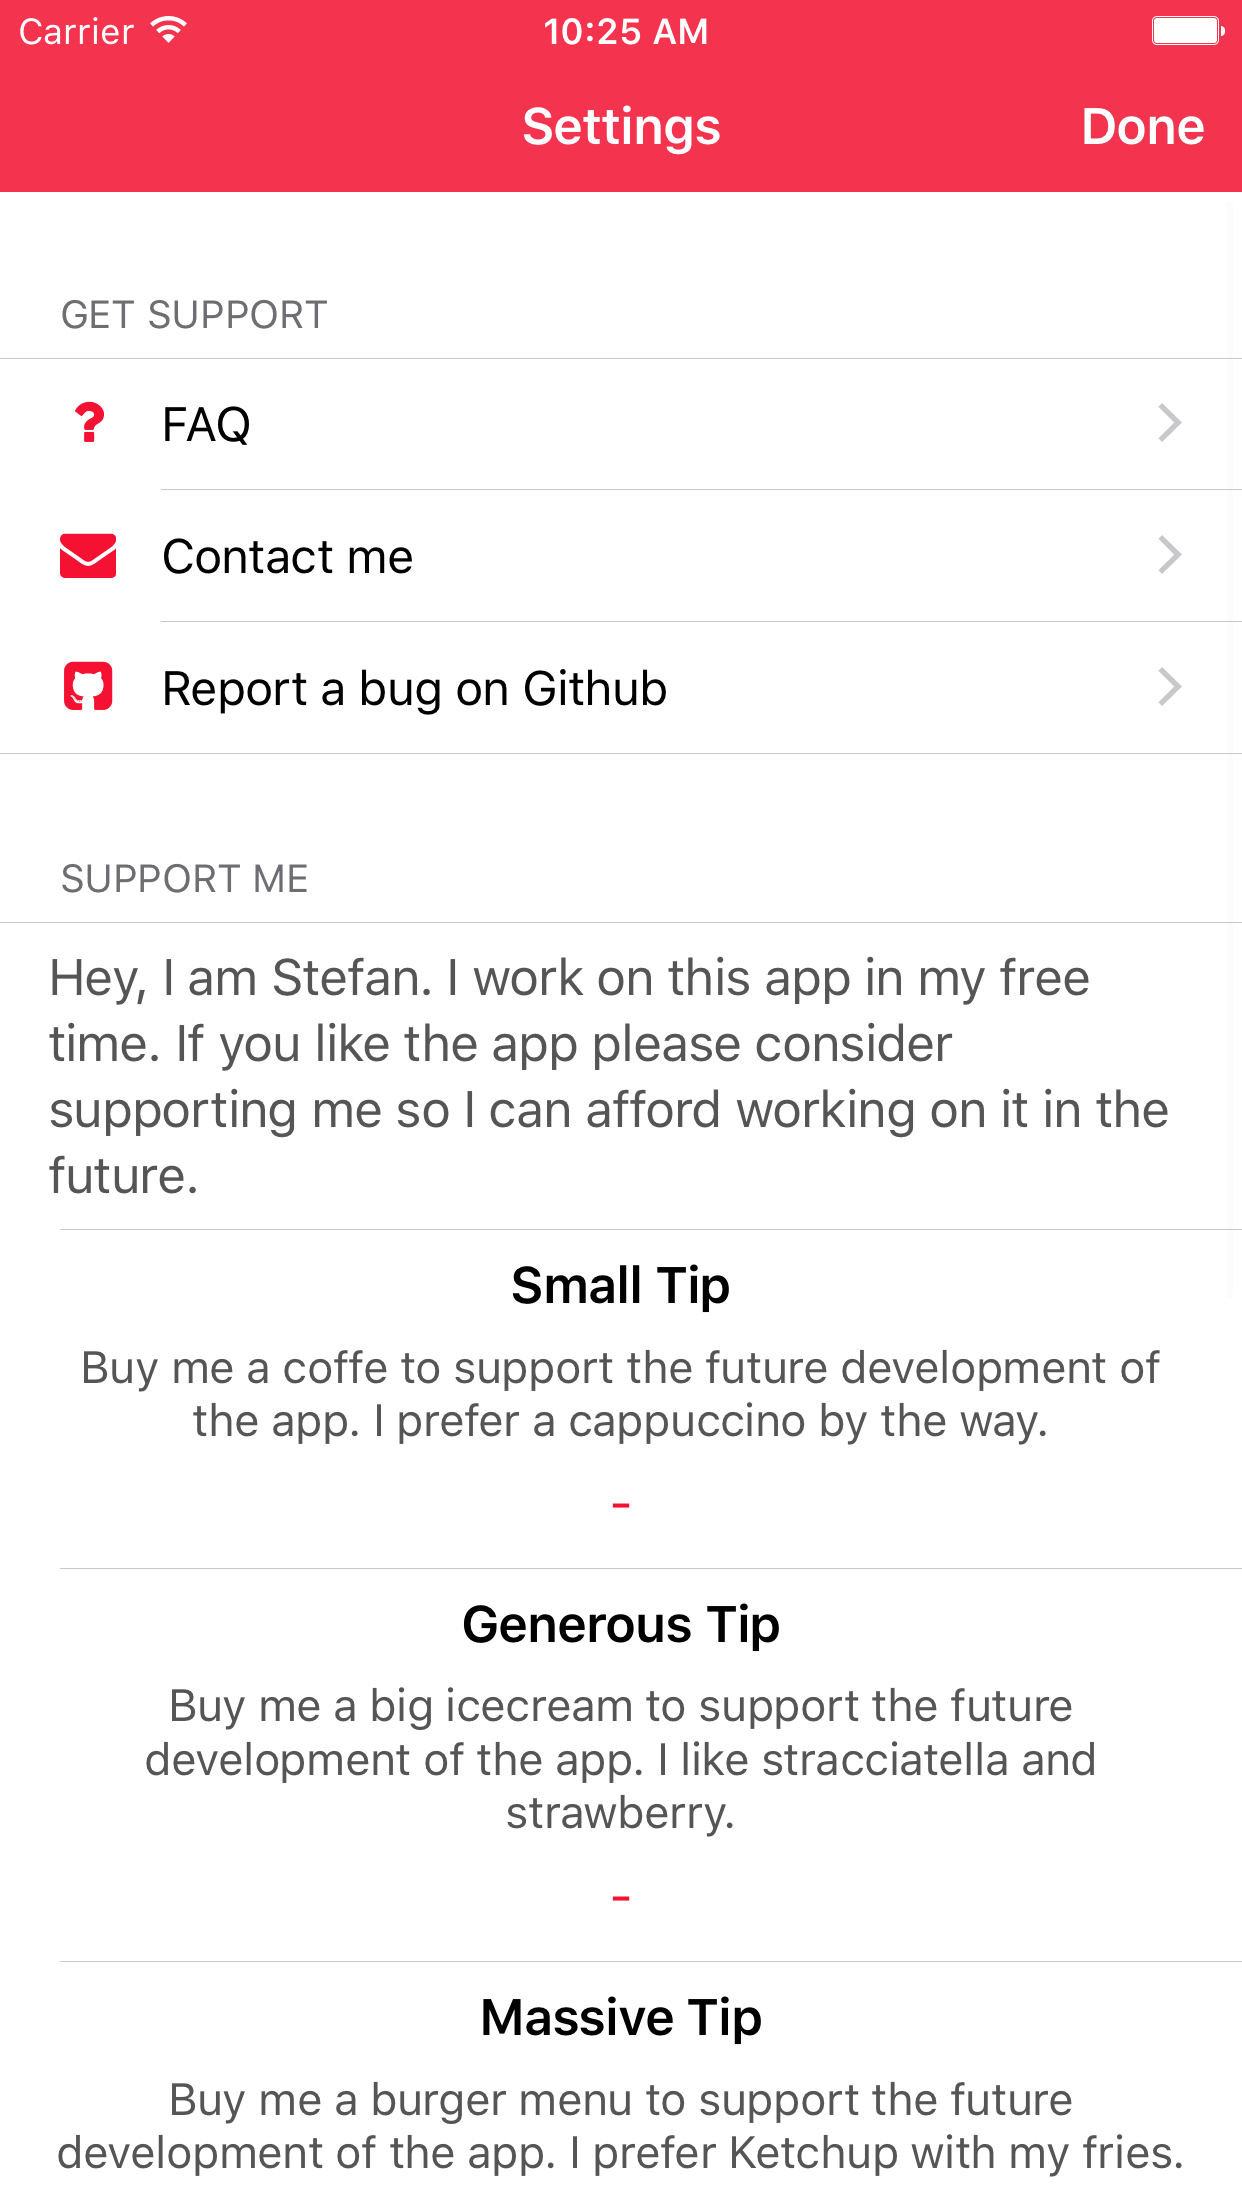 Carrier
10:25 AM
Settings
Done
GET SUPPORT
FAQ
Contact me
Report a bug on Github
SUPPORT ME
Hey, I am Stefan. I work on this app in my free
time. If you like the app please consider
supporting me so I can afford working on it in the
future.
Small Tip
Buy me a coffe to support the future development of
the app. I prefer a cappuccino by the way.
-
Generous Tip
Buy me a big icecream to support the future
development of the app. I like stracciatella and
strawberry.
-
Massive Tip
Buy me a burger menu to support the future
development of the app. I prefer Ketchup with my fries.